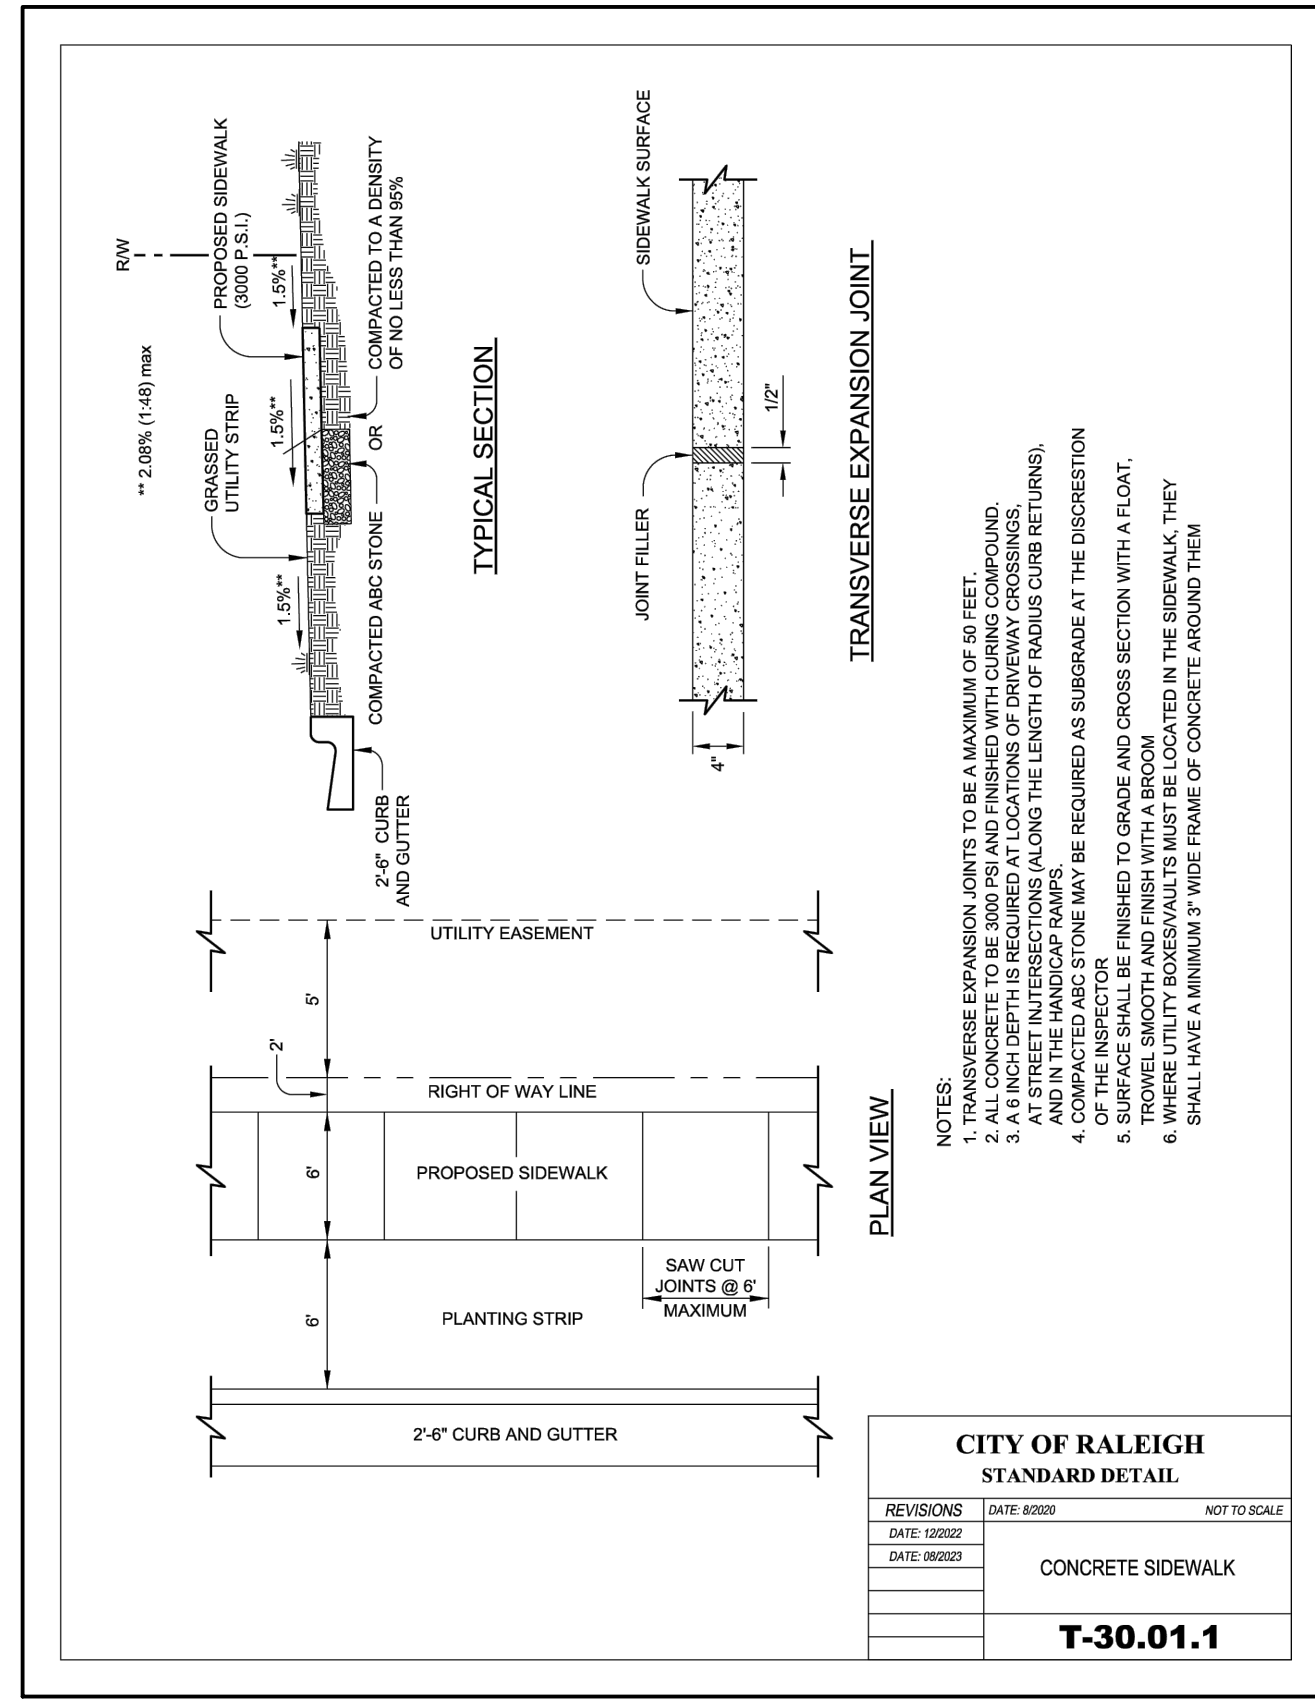 R/W
** 2.08% (1:48) max
PROPOSED SIDEWALK
(3000 P.S.I.)
GRASSED
UTILITY STRIP
1.5%**
1.5%**
1.5%**
COMPACTED TO A DENSITY
OF NO LESS THAN 95%
OR
COMPACTED ABC STONE
2'-6" CURB
AND GUTTER
TYPICAL SECTION
SIDEWALK SURFACE
JOINT FILLER
1/2"
4"
TRANSVERSE EXPANSION JOINT
UTILITY EASEMENT
5'
2'
RIGHT OF WAY LINE
6'
PROPOSED SIDEWALK
SAW CUT
JOINTS @ 6'
MAXIMUM
6'
PLANTING STRIP
2'-6" CURB AND GUTTER
PLAN VIEW
NOTES:
1. TRANSVERSE EXPANSION JOINTS TO BE A MAXIMUM OF 50 FEET.
2. ALL CONCRETE TO BE 3000 PSI AND FINISHED WITH CURING COMPOUND.
3. A 6 INCH DEPTH IS REQUIRED AT LOCATIONS OF DRIVEWAY CROSSINGS,
AT STREET INJTERSECTIONS (ALONG THE LENGTH OF RADIUS CURB RETURNS),
AND IN THE HANDICAP RAMPS.
4. COMPACTED ABC STONE MAY BE REQUIRED AS SUBGRADE AT THE DISCRESTION
OF THE INSPECTOR
5. SURFACE SHALL BE FINISHED TO GRADE AND CROSS SECTION WITH A FLOAT,
TROWEL SMOOTH AND FINISH WITH A BROOM
6. WHERE UTILITY BOXES/VAULTS MUST BE LOCATED IN THE SIDEWALK, THEY
SHALL HAVE A MINIMUM 3" WIDE FRAME OF CONCRETE AROUND THEM
CITY OF RALEIGH
STANDARD DETAIL
REVISIONS
DATE: 8/2020
NOT TO SCALE
DATE: 12/2022
DATE: 08/2023
CONCRETE SIDEWALK
T-30.01.1